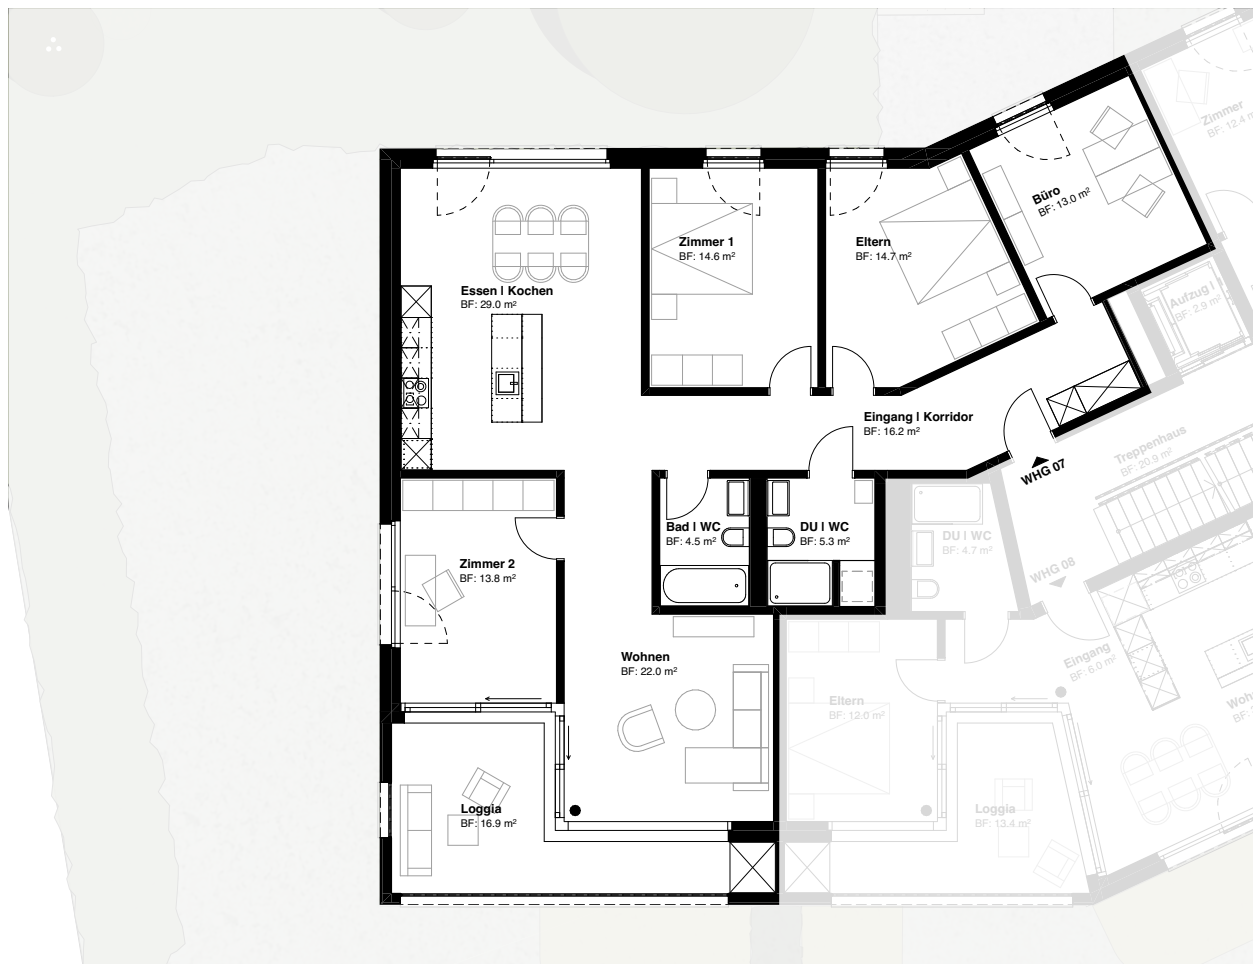 Zimmer
BF: 12.4 m
Büro
BF: 13.0 m²
Zimmer 1
BF: 14.6 m²
Eltern
BF: 14.7 m²
Essen | Kochen
BF: 29.0 m²
Aufzug |
BF: 2.9 m²
Eingang | Korridor
BF: 16.2 m²
Treppenhaus
BF: 20.9 m²
WHG 07
Bad | WC
BF: 4.5 m²
DU | WC
BF: 5.3 m²
DU | WC
BF: 4.7 m²
WHG 08
Zimmer 2
BF: 13.8 m²
Wohnen
BF: 22.0 m²
Eingang
BF: 6.0 m²
Eltern
BF: 12.0 m²
Loggia
BF: 16.9 m²
Loggia
BF: 13.4 m²